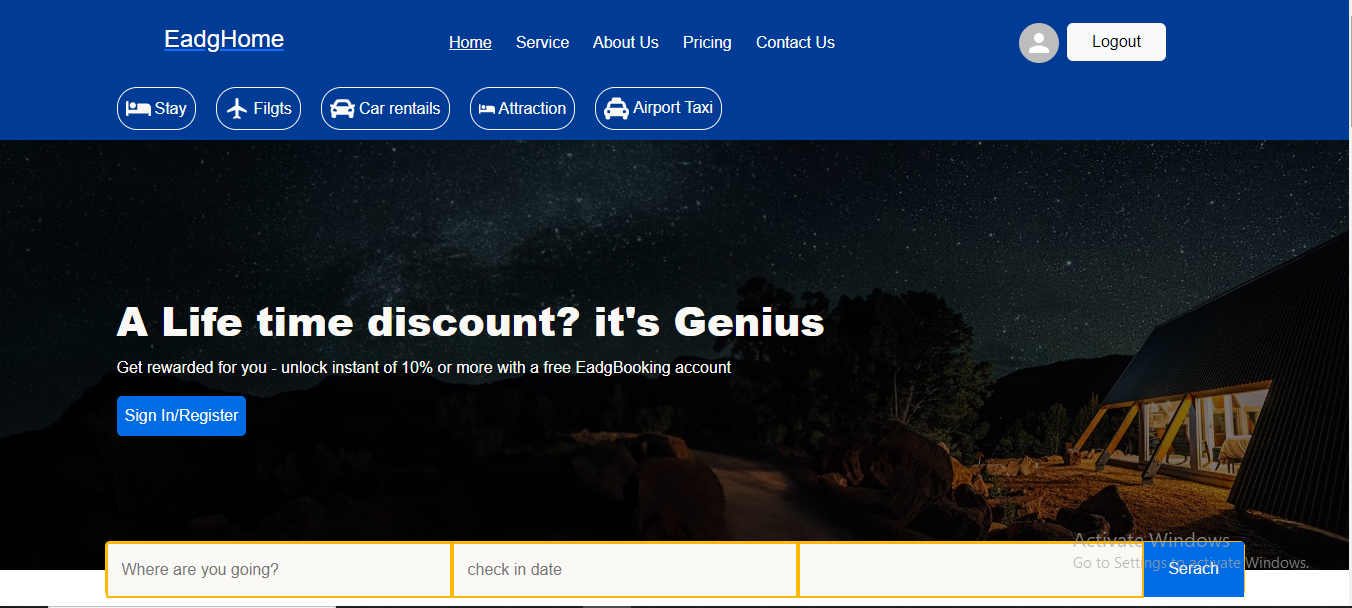 EadgHome
Home Service About Us Pricing Contact Us
Logout
Stay Filgts Car rentails Attraction Airport Taxi
A Life time discount? it's Genius
Get rewarded for you - unlock instant of 10% or more with a free EadgBooking account
Sign In/Register
Activate Windows
Where are you going? check in date Serach
Go to Settings to activate Windows.